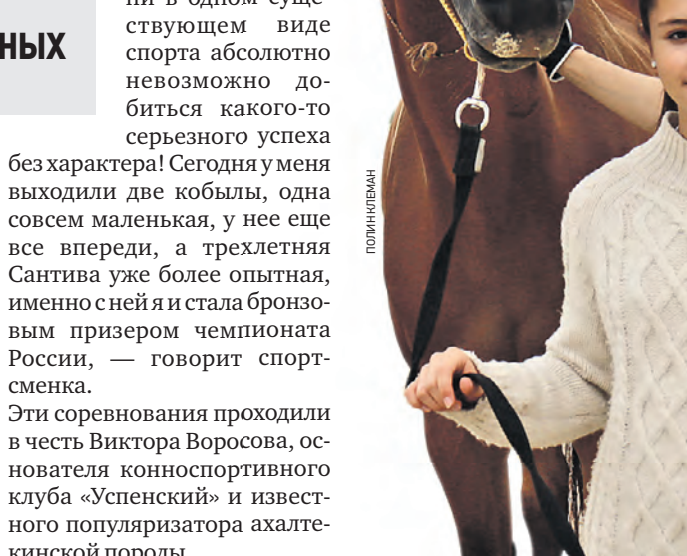 ных
ни в одном суще-
ствующем виде
спорта абсолютно
невозможно до-
биться какого-то
серьезного успеха
без характера! Сегодня у меня
выходили две кобылы, одна
совсем маленькая, у нее еще
все впереди, а трехлетняя
Сантива уже более опытная,
именно с ней я и стала бронзо-
вым призером чемпионата
России, — говорит спорт-
сменка.
Эти соревнования проходили
в честь Виктора Воросова, ос-
нователя конноспортивного
клуба «Успенский» и извест-
ного популяризатора ахалте-
кинской породы.
ПОЛИН КЛЕМАН